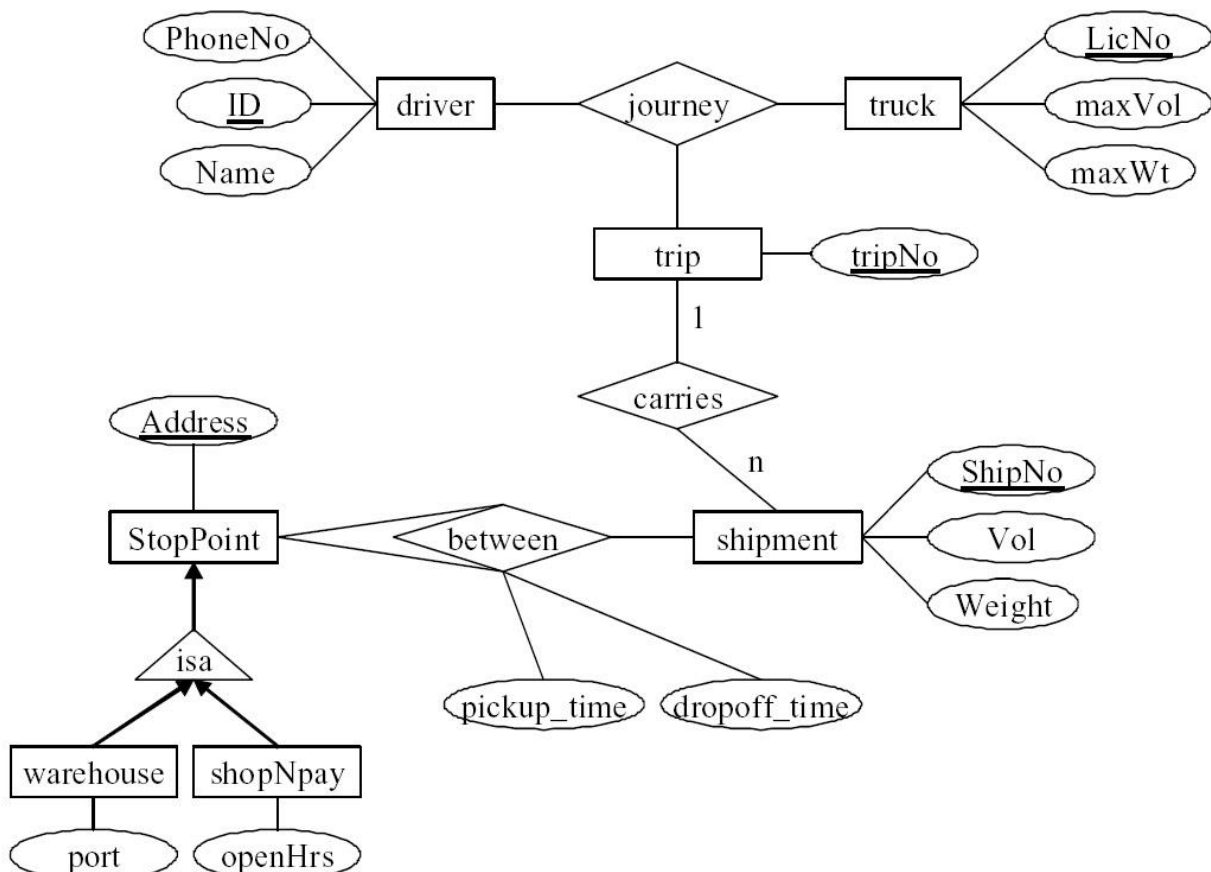 PhoneNo
LicNo
ID
driver
journey
truck
maxVol
Name
maxWt
trip
tripNo
1
carries
Address
n
ShipNo
StopPoint
between
shipment
Vol
Weight
isa
pickup_time
dropoff_time
warehouse
shopNpay
port
openHrs